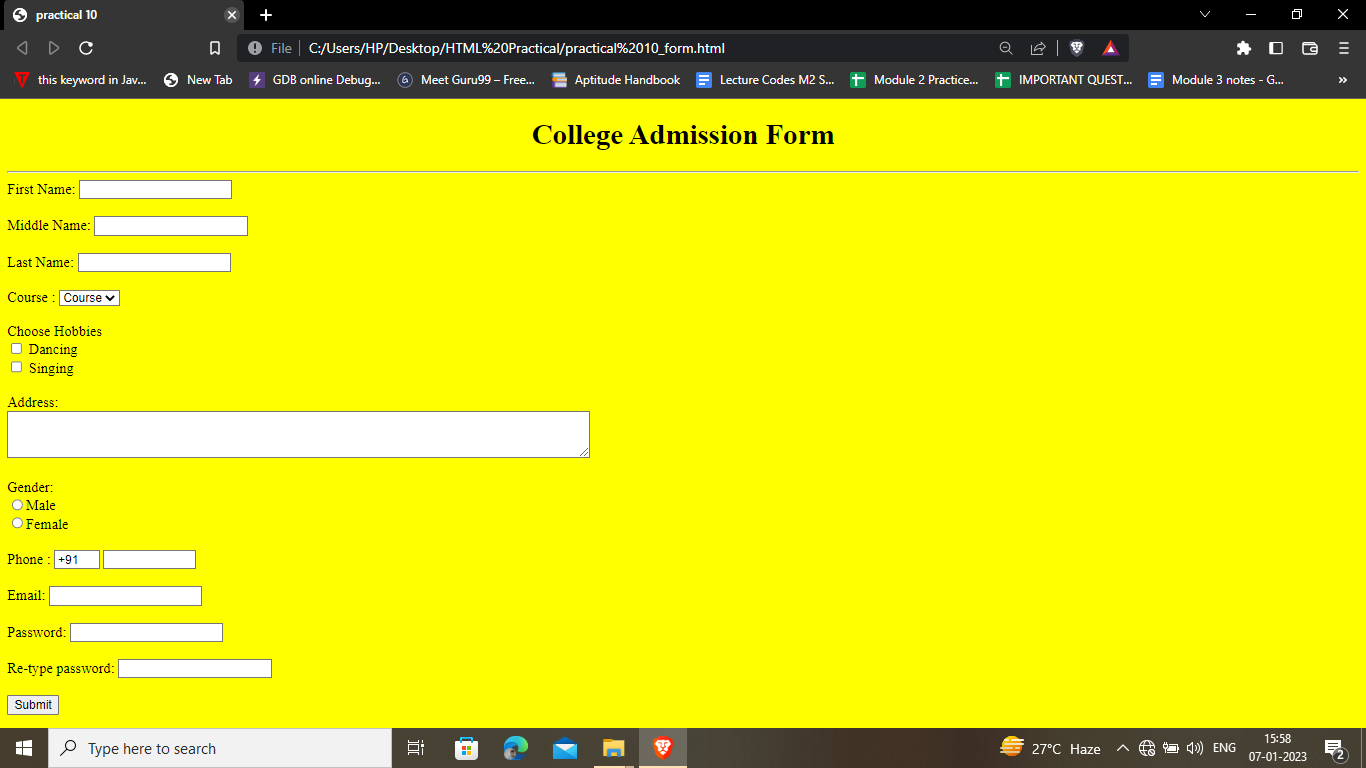 practical 10
File | C:/Users/HP/Desktop/HTML%20Practical/practical%2010_form.html
this keyword in Jav... New Tab GDB online Debug... Meet Guru99 – Free... Aptitude Handbook Lecture Codes M2 S... Module 2 Practice... IMPORTANT QUEST... Module 3 notes - G... »
College Admission Form
First Name:
Middle Name:
Last Name:
Course : Course
Choose Hobbies
Dancing
Singing
Address:
Gender:
Male
Female
Phone : +91
Email:
Password:
Re-type password:
Submit
Type here to search 27°C Haze ENG 15:58
07-01-2023 2